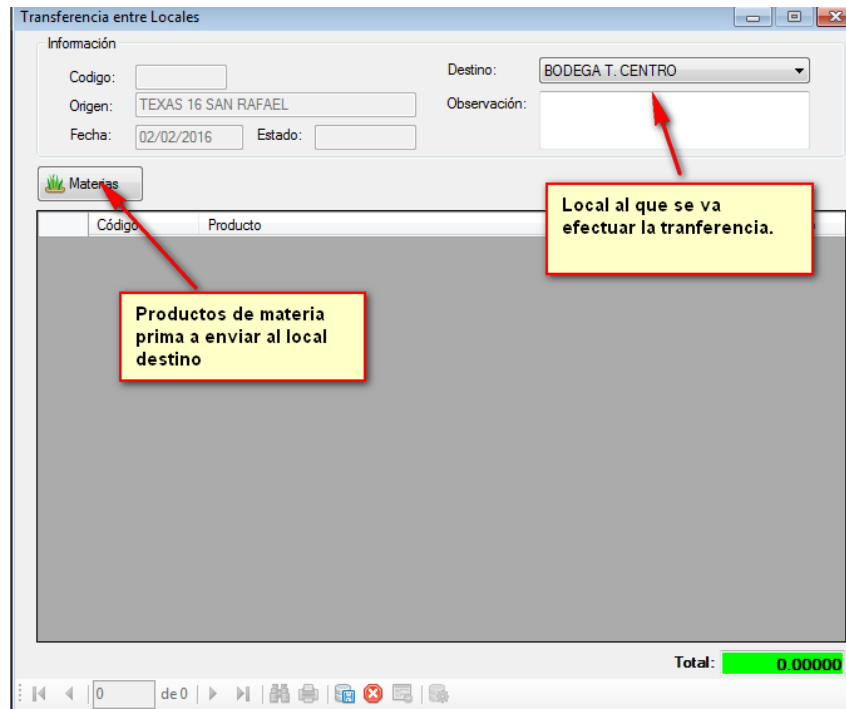 Transferencia entre Locales
Información
Codigo:
Destino:
BODEGA T. CENTRO
Origen:
TEXAS 16 SAN RAFAEL
Observación:
Fecha:
02/02/2016
Estado:
Materias
Local al que se va
efectuar la tranferencia.
Código
Producto
Productos de materia
prima a enviar al local
destino
Total:
0.00000
0
de 0